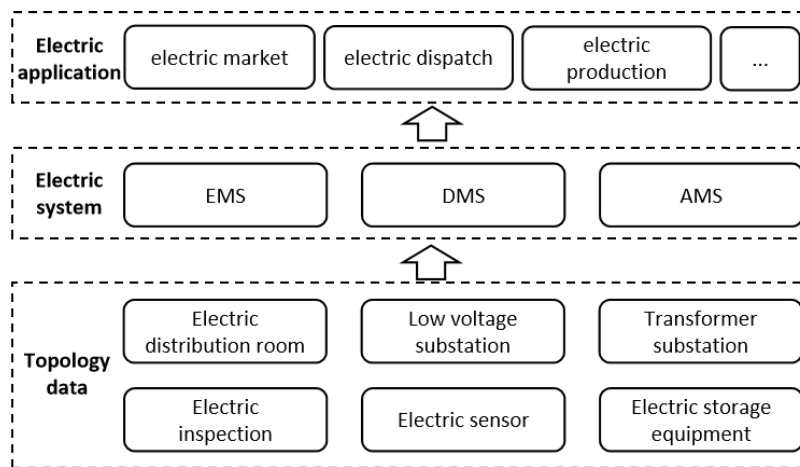 Electric
application
electric market
electric dispatch
electric
production
...
Electric
system
EMS
DMS
AMS
Topology
data
Electric
distribution room
Low voltage
substation
Transformer
substation
Electric
inspection
Electric sensor
Electric storage
equipment